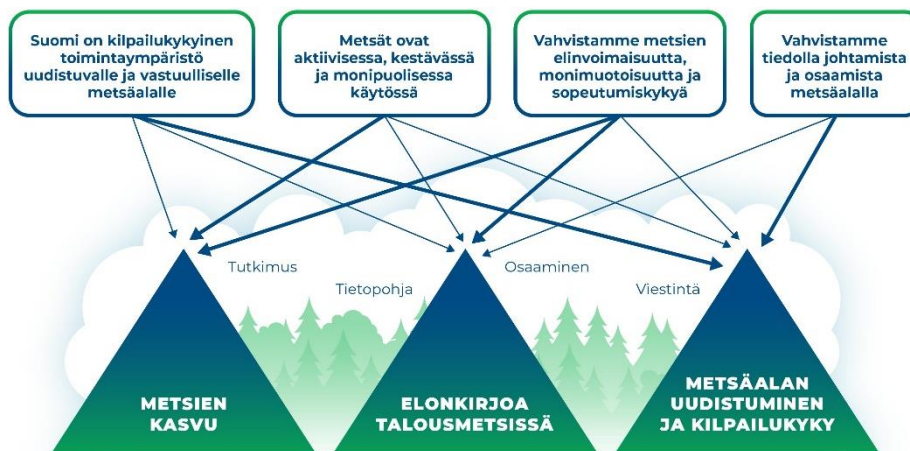 Suomi on kilpailukykyinen
toimintaympäristö
uudistuvalle ja vastuulliselle
metsäalalle
Metsät ovat
aktiivisessa, kestävässä
ja monipuolisessa
käytössä
Vahvistamme metsien
elinvoimaisuutta,
monimuotoisuutta ja
sopeutumiskykyä
Vahvistamme
tiedolla johtamista
ja osaamista
metsäalalla
Tutkimus
Tietopohja
Osaaminen
Viestintä
METSIEN
KASVU
ELONKIRJOA
TALOUSMETSISSÄ
METSÄALAN
UUDISTUMINEN
JA KILPAILUKYKY